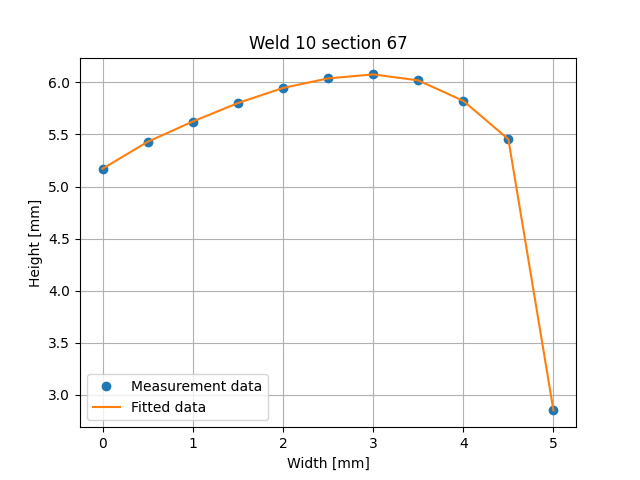 Weld 10 section 67
Height [mm]
6.0
5.5
5.0
4.5
4.0
3.5
3.0
Measurement data
Fitted data
0 1 2 3 4 5
Width [mm]